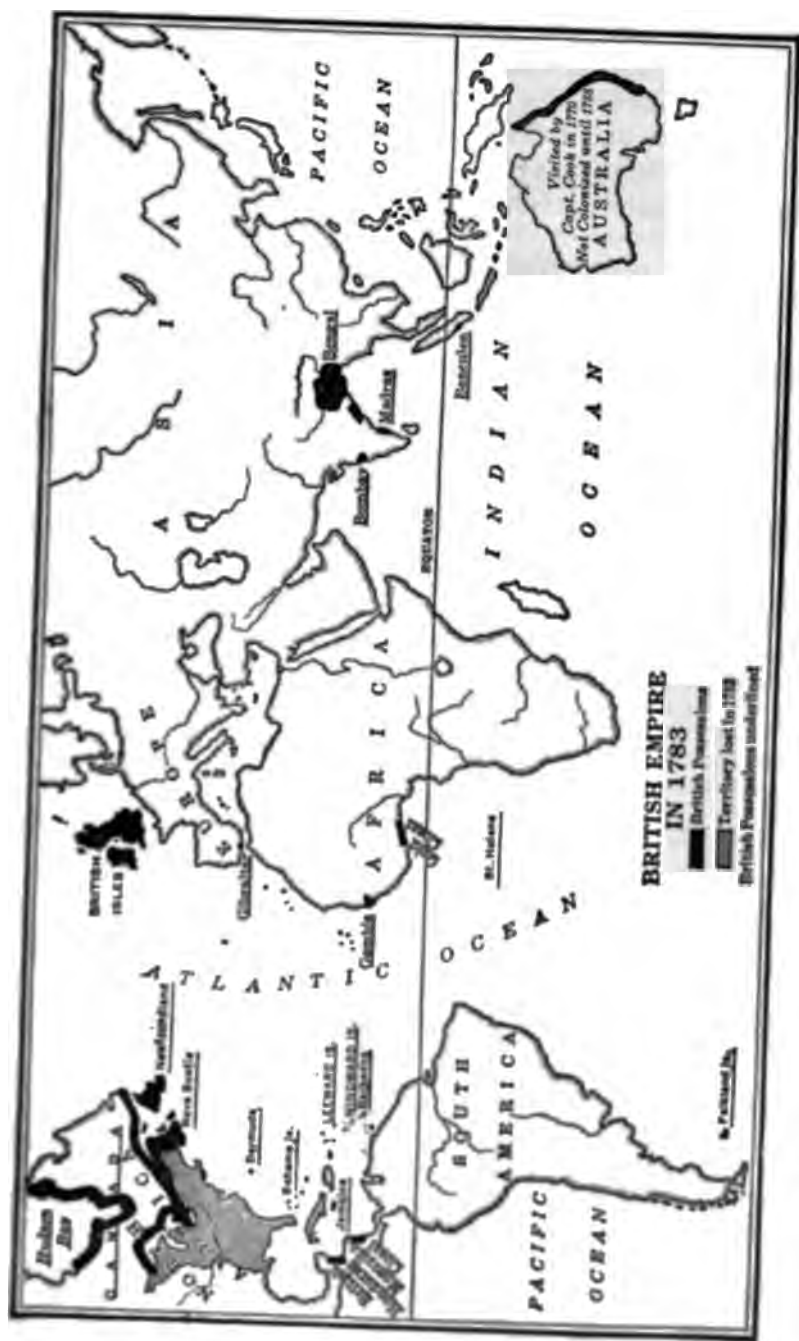 BRITISH EMPIRE
IN 1783
British Possessions
Territory lost in 1783
British Possessions underlined
Hudson
Bay
CANADA
Newfoundland
Nova Scotia
Bermuda
Bahama Is.
LEEWARD IS.
WINDWARD IS.
Jamaica
ATLANTIC
OCEAN
SOUTH
AMERICA
PACIFIC
OCEAN
Falkland Is.
BRITISH
ISLES
EUROPE
Gibraltar
Gambia
AFRICA
St. Helena
EQUATOR
ASIA
Bombay
Madras
Bengal
Bencoolen
INDIAN
OCEAN
PACIFIC
OCEAN
Visited by
Capt. Cook in 1770
Not Colonized until 1788
AUSTRALIA